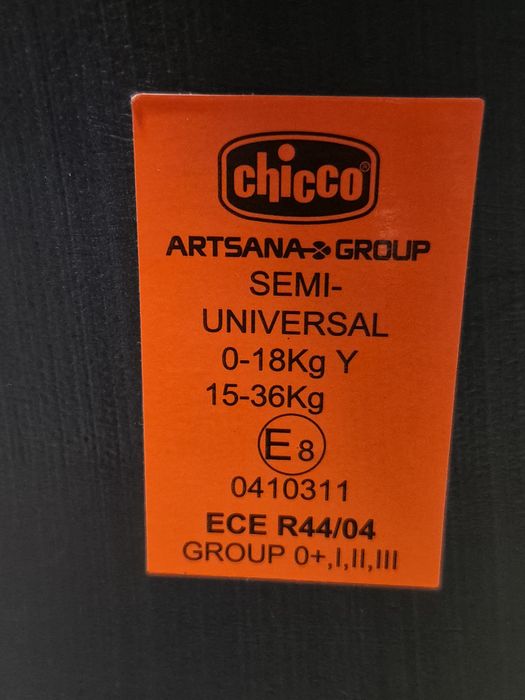 chicco®
ARTSANA GROUP
SEMI-
UNIVERSAL
0-18Kg Y
15-36Kg
E8
0410311
ECE R44/04
GROUP 0+,I,II,III